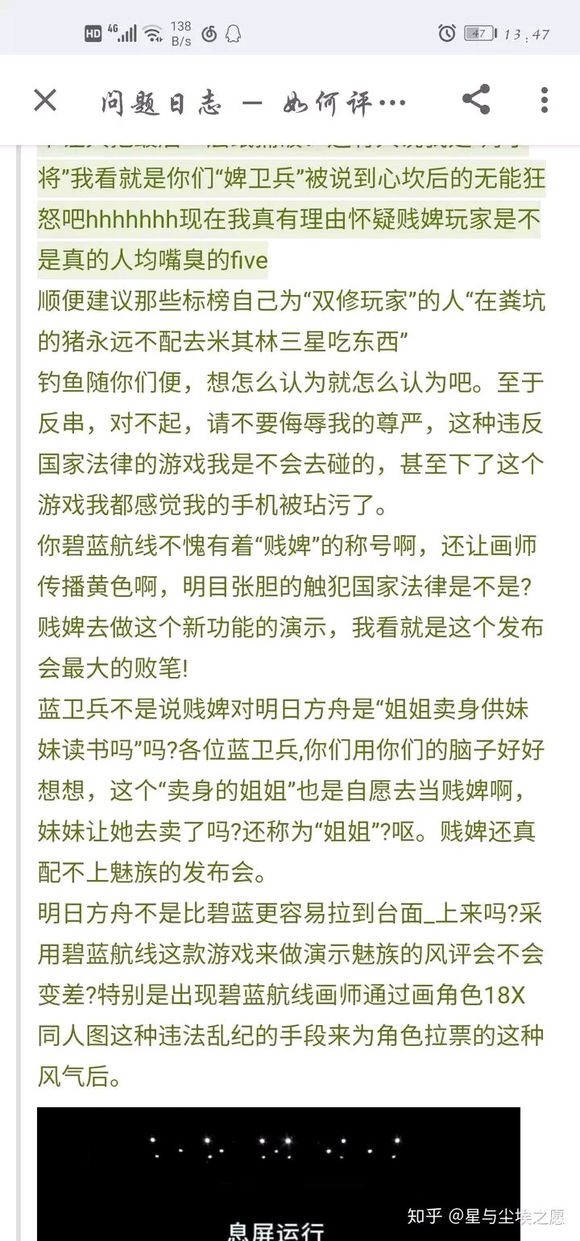 HD 4G 138 B/s 47 13.47
问题日志 — 如何评…
将”我看就是你们“婢卫兵”被说到心坎后的无能狂
怒吧hhhhhhh现在我真有理由怀疑贱婢玩家是不
是真的人均嘴臭的five
顺便建议那些标榜自己为“双修玩家”的人“在粪坑
的猪永远不配去米其林三星吃东西”
钓鱼随你们便，想怎么认为就怎么认为吧。至于
反串，对不起，请不要侮辱我的尊严，这种违反
国家法律的游戏我是不会去碰的，甚至下了这个
游戏我都感觉我的手机被玷污了。
你碧蓝航线不愧有着“贱婢”的称号啊，还让画师
传播黄色啊，明目张胆的触犯国家法律是不是?
贱婢去做这个新功能的演示，我看就是这个发布
会最大的败笔!
蓝卫兵不是说贱婢对明日方舟是“姐姐卖身供妹
妹读书吗”吗?各位蓝卫兵,你们用你们的脑子好好
想想，这个“卖身的姐姐”也是自愿去当贱婢啊，
妹妹让她去卖了吗?还称为“姐姐”?呕。贱婢还真
配不上魅族的发布会。
明日方舟不是比碧蓝更容易拉到台面_上来吗?采
用碧蓝航线这款游戏来做演示魅族的风评会不会
变差?特别是出现碧蓝航线画师通过画角色18X
同人图这种违法乱纪的手段来为角色拉票的这种
风气后。
息屏运行
知乎 @星与尘埃之愿